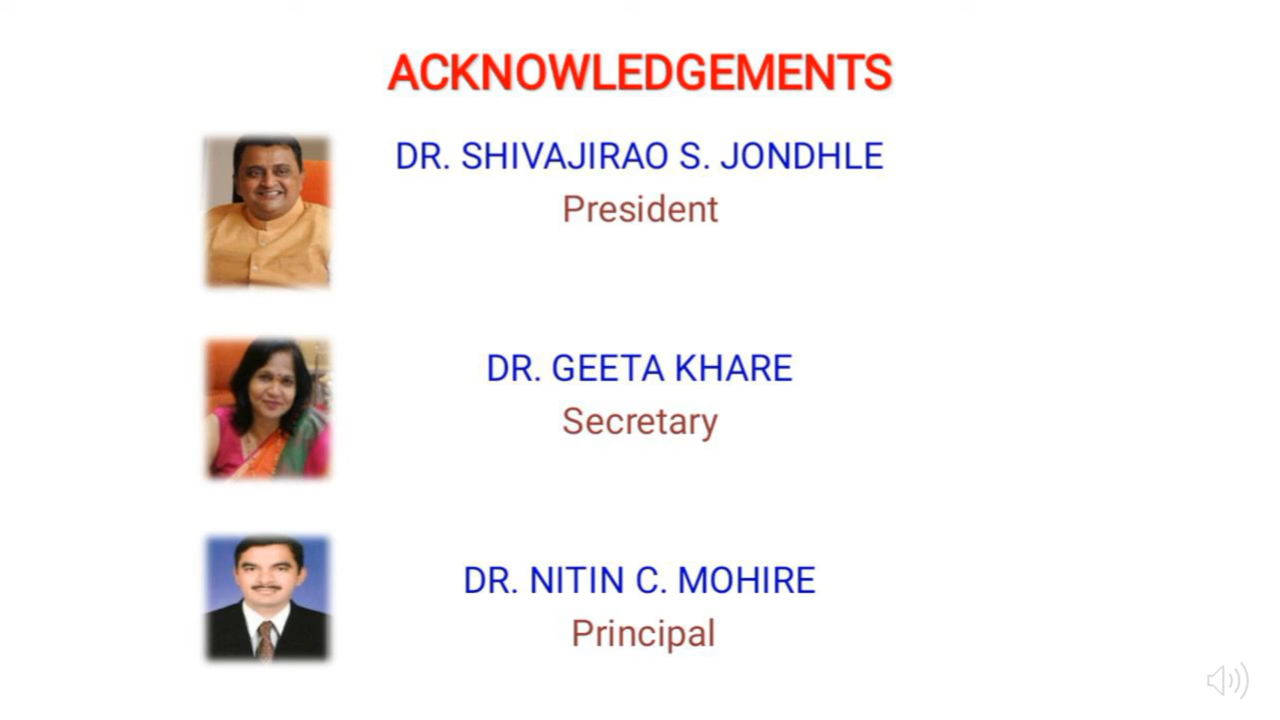 ACKNOWLEDGEMENTS
DR. SHIVAJIRAO S. JONDHLE
President
DR. GEETA KHARE
Secretary
DR. NITIN C. MOHIRE
Principal